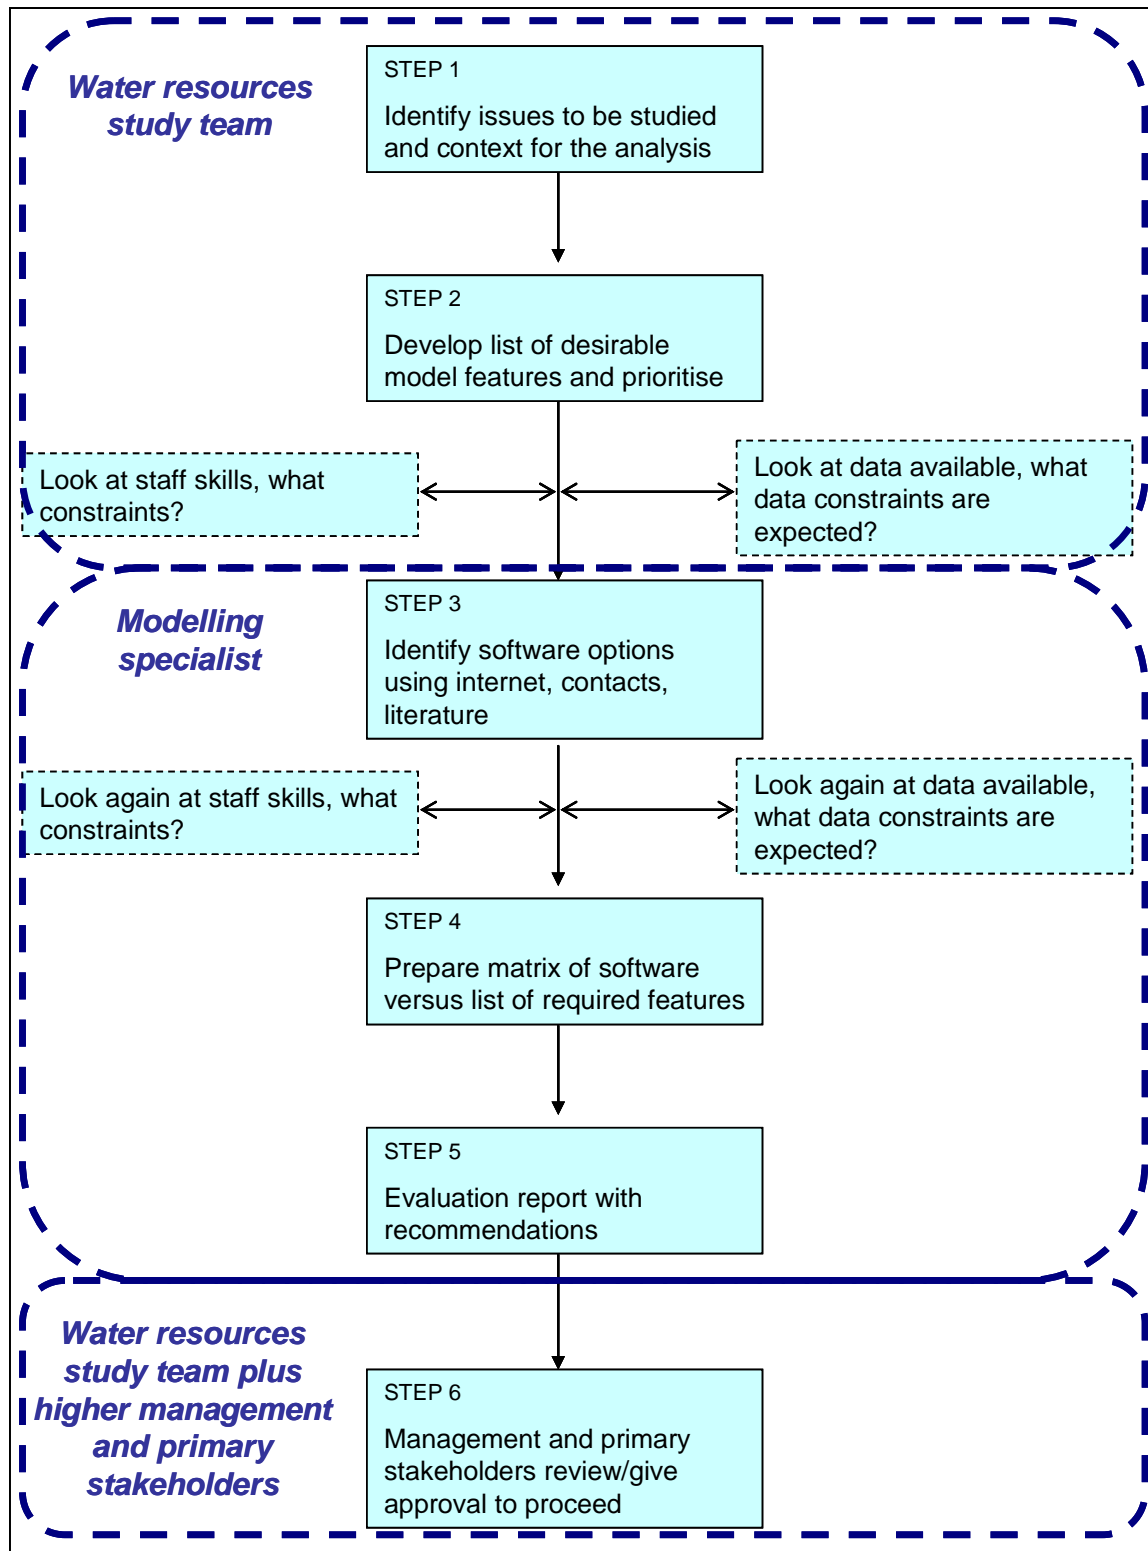 Water resources
study team
STEP 1
Identify issues to be studied
and context for the analysis
STEP 2
Develop list of desirable
model features and prioritise
Look at staff skills, what
constraints?
Look at data available, what
data constraints are
expected?
Modelling
specialist
STEP 3
Identify software options
using internet, contacts,
literature
Look again at staff skills, what
constraints?
Look again at data available,
what data constraints are
expected?
STEP 4
Prepare matrix of software
versus list of required features
STEP 5
Evaluation report with
recommendations
Water resources
study team plus
higher management
and primary
stakeholders
STEP 6
Management and primary
stakeholders review/give
approval to proceed